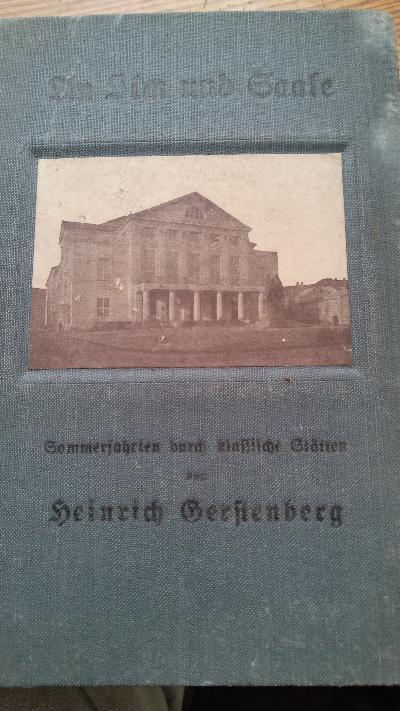 An Ilm und Saale
Sommerfahrten durch klassische Stätten
von
Heinrich Gerstenberg